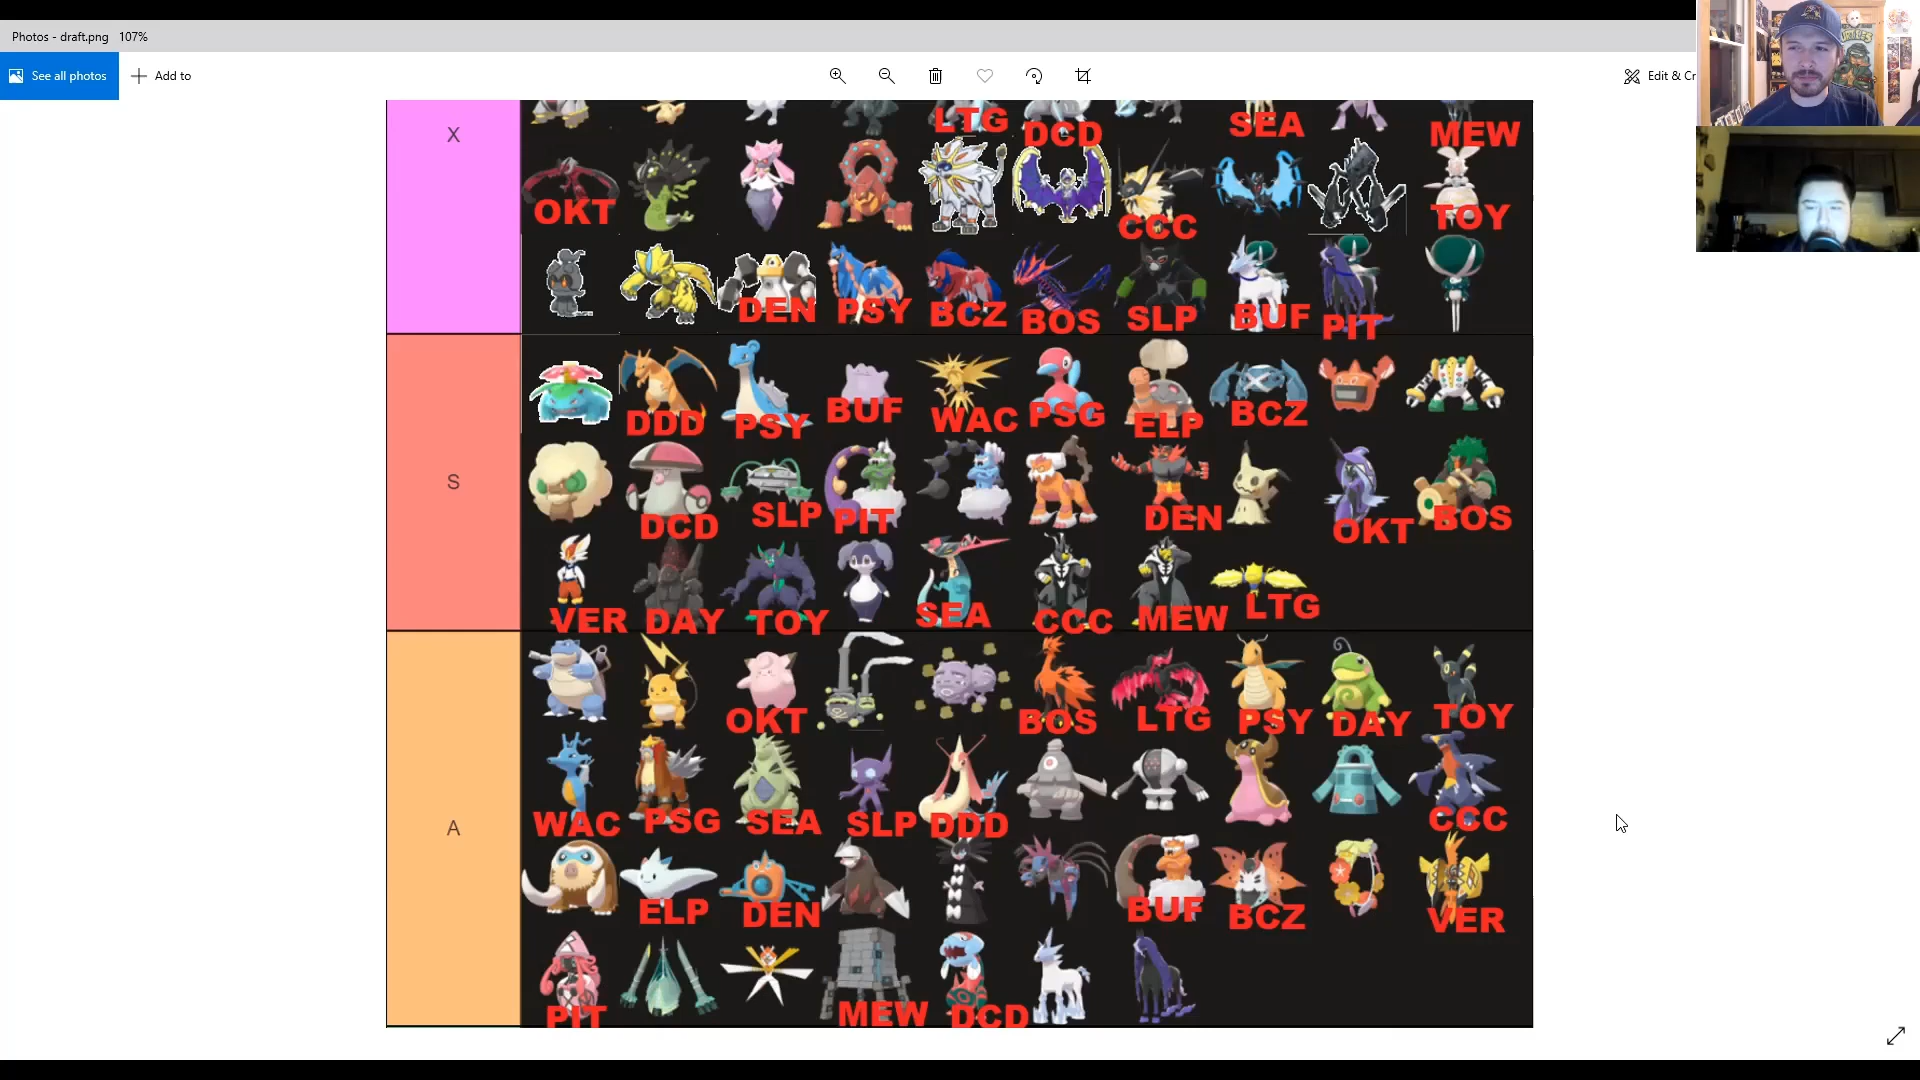 Photos - draft.png 107%
See all photos
Add to
Edit & Cr
X
LTG DCD SEA MEW
OKT CCC TOY
DEN PSY BCZ BOS SLP BUF PIT
S
DDD PSY BUF WAC PSG ELP BCZ
DCD SLP PIT DEN OKT BOS
VER DAY TOY SEA CCC MEW LTG
A
OKT BOS LTG PSY DAY TOY
WAC PSG SEA SLP DDD CCC
ELP DEN BUF BCZ VER
PIT MEW DCD